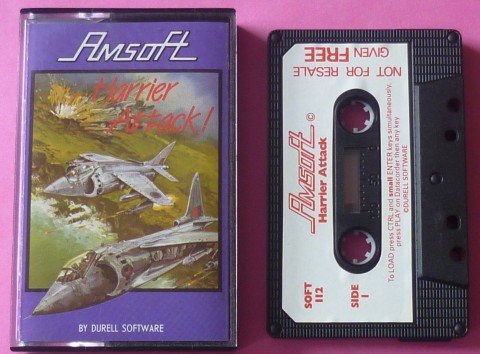 AMSOFT
Harrier
Attack!
BY DURELL SOFTWARE
NOT FOR RESALE
GIVEN FREE
AMSOFT ©
Harrier Attack
SOFT
112
SIDE
1
To LOAD press CTRL and small ENTER keys simultaneously,
press PLAY on Datacorder then any key
©DURELL SOFTWARE